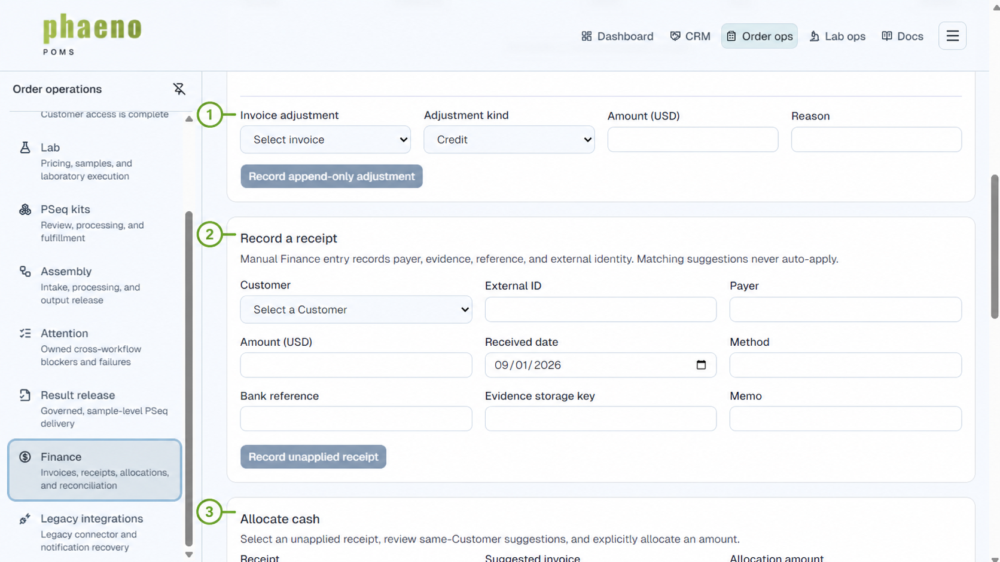 phaeno
POMS
Dashboard
CRM
Order ops
Lab ops
Docs
Order operations
Customer access is complete
Lab
Pricing, samples, and
laboratory execution
PSeq kits
Review, processing, and
fulfillment
Assembly
Intake, processing, and
output release
Attention
Owned cross-workflow
blockers and failures
Result release
Governed, sample-level PSeq
delivery
Finance
Invoices, receipts, allocations,
and reconciliation
Legacy integrations
Legacy connector and
notification recovery
1
Invoice adjustment
Adjustment kind
Amount (USD)
Reason
Select invoice
Credit
Record append-only adjustment
2
Record a receipt
Manual Finance entry records payer, evidence, reference, and external identity. Matching suggestions never auto-apply.
Customer
External ID
Payer
Select a Customer
Amount (USD)
Received date
Method
09/01/2026
Bank reference
Evidence storage key
Memo
Record unapplied receipt
3
Allocate cash
Select an unapplied receipt, review same-Customer suggestions, and explicitly allocate an amount.
Receipt
Suggested invoice
Allocation amount